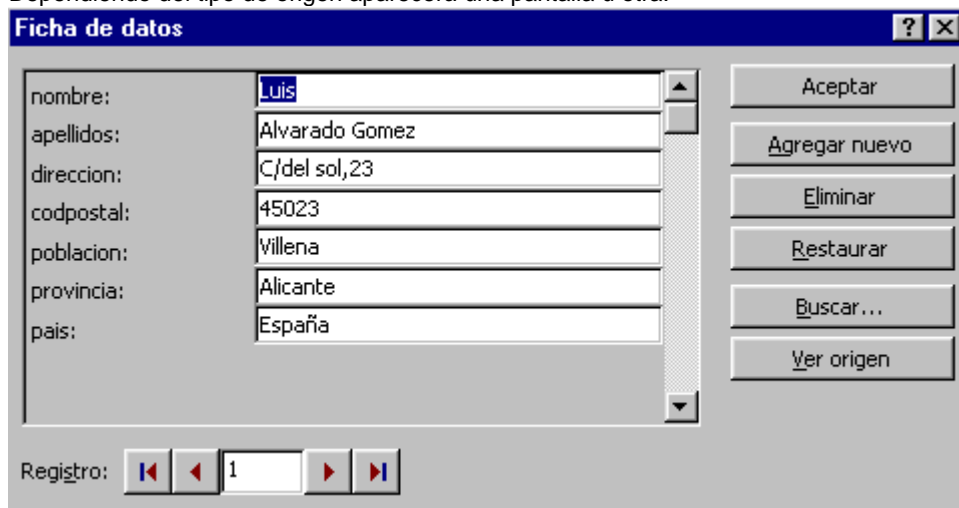 Dependiendo del tipo de origen aparecerá una pantalla u otra.
Ficha de datos
nombre: Luis
apellidos: Alvarado Gomez
direccion: C/del sol,23
codpostal: 45023
poblacion: Villena
provincia: Alicante
pais: España
Aceptar
Agregar nuevo
Eliminar
Restaurar
Buscar...
Ver origen
Registro: 1